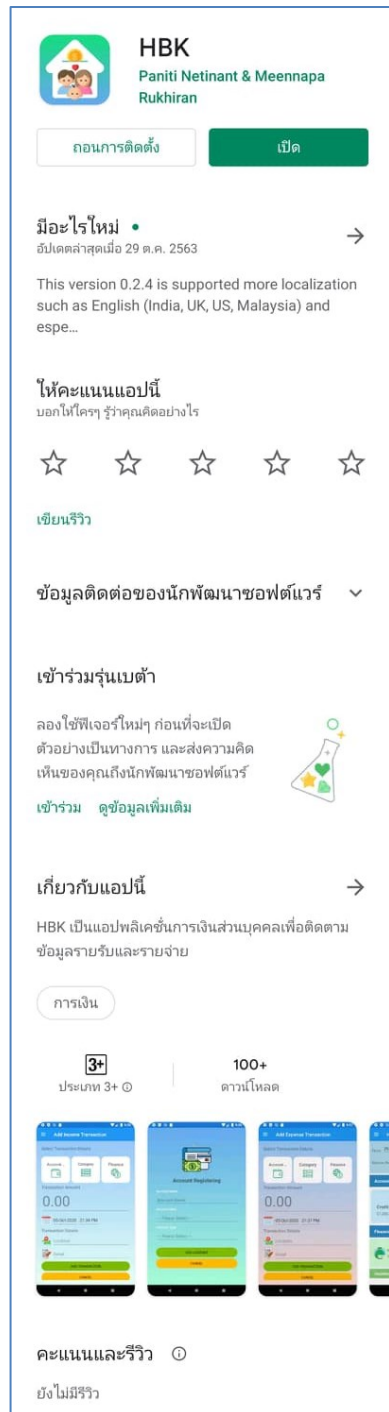 HBK
Paniti Netinant & Meennapa
Rukhiran
ถอนการติดตั้ง
เปิด
มีอะไรใหม่ •
อัปเดตล่าสุดเมื่อ 29 ต.ค. 2563
This version 0.2.4 is supported more localization
such as English (India, UK, US, Malaysia) and
espe…
ให้คะแนนแอปนี้
บอกให้ใครๆ รู้ว่าคุณคิดอย่างไร
เขียนรีวิว
ข้อมูลติดต่อของนักพัฒนาซอฟต์แวร์
เข้าร่วมรุ่นเบต้า
ลองใช้ฟีเจอร์ใหม่ๆ ก่อนที่จะเปิด
ตัวอย่างเป็นทางการ และส่งความคิด
เห็นของคุณถึงนักพัฒนาซอฟต์แวร์
เข้าร่วม ดูข้อมูลเพิ่มเติม
เกี่ยวกับแอปนี้
HBK เป็นแอปพลิเคชั่นการเงินส่วนบุคคลเพื่อติดตาม
ข้อมูลรายรับและรายจ่าย
การเงิน
3+
ประเภท 3+
100+
ดาวน์โหลด
Add Income Transaction
Category
Finance
0.00
Account Registering
Add Expense Transaction
Category
Finance
0.00
คะแนนและรีวิว
ยังไม่มีรีวิว